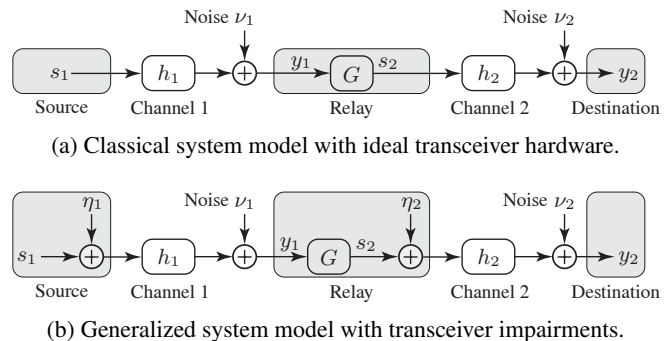 Noise ν₁ Noise ν₂
s₁ h₁ + y₁ G s₂ h₂ + y₂
Source Channel 1 Relay Channel 2 Destination
(a) Classical system model with ideal transceiver hardware.
η₁ Noise ν₁ η₂ Noise ν₂
s₁ + h₁ + y₁ G s₂ + h₂ + y₂
Source Channel 1 Relay Channel 2 Destination
(b) Generalized system model with transceiver impairments.